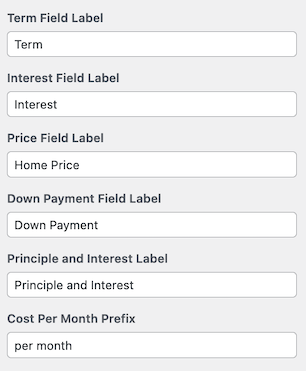 Term Field Label
Term
Interest Field Label
Interest
Price Field Label
Home Price
Down Payment Field Label
Down Payment
Principle and Interest Label
Principle and Interest
Cost Per Month Prefix
per month